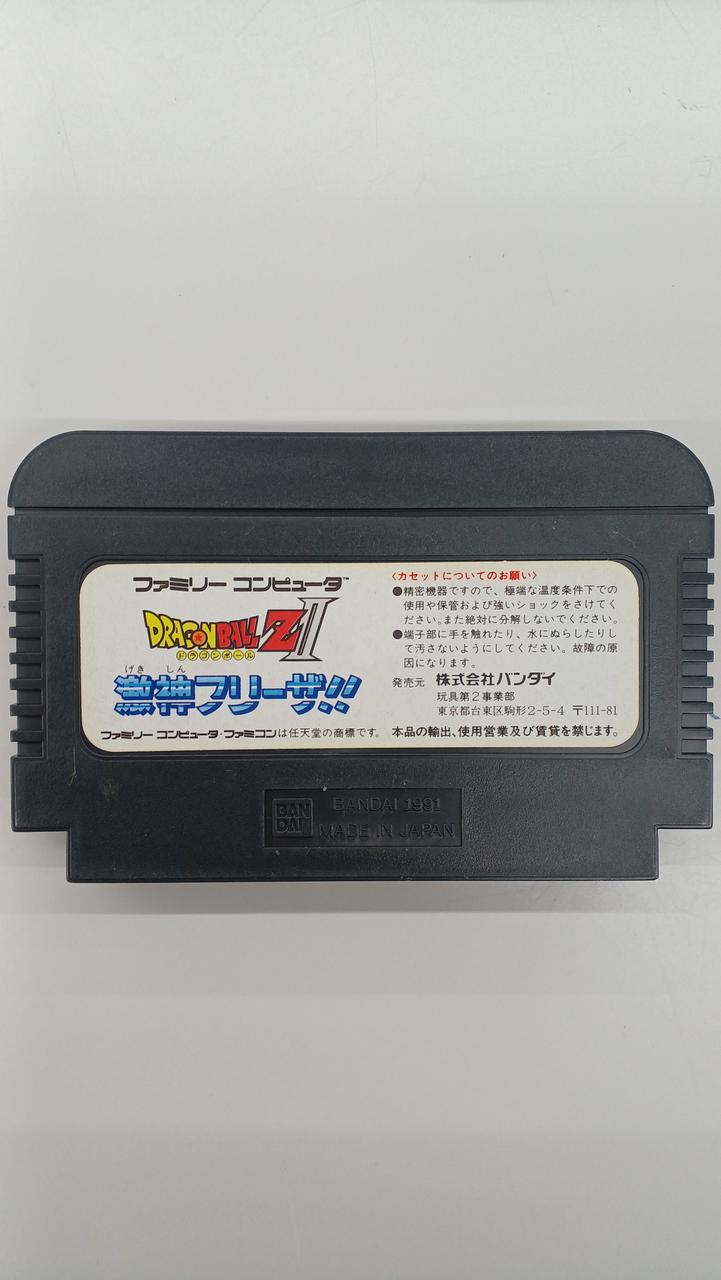 ファミリー コンピュータ™
DRAGON BALL Z II
ドラゴンボール
げき しん
激神フリーザ!!
ファミリー コンピュータ・ファミコンは任天堂の商標です。
〈カセットについてのお願い〉
●精密機器ですので、極端な温度条件下での
使用や保管および強いショックをさけてく
ださい。また絶対に分解しないでください。
●端子部に手を触れたり、水にぬらしたりし
て汚さないようにしてください。故障の原
因になります。
発売元 株式会社バンダイ
玩具第2事業部
東京都台東区駒形2-5-4 〒111-81
本品の輸出、使用営業及び賃貸を禁じます。
BAN
DAI
BANDAI 1991
MADE IN JAPAN